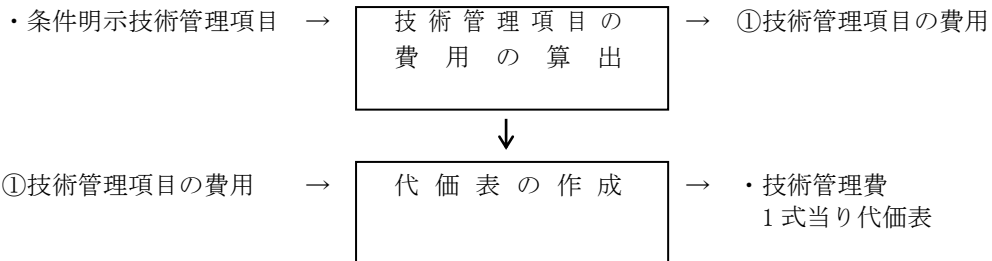 ・条件明示技術管理項目 → 技術管理項目の → ①技術管理項目の費用
費用の算出
↓
①技術管理項目の費用 → 代価表の作成 → ・技術管理費
1式当り代価表